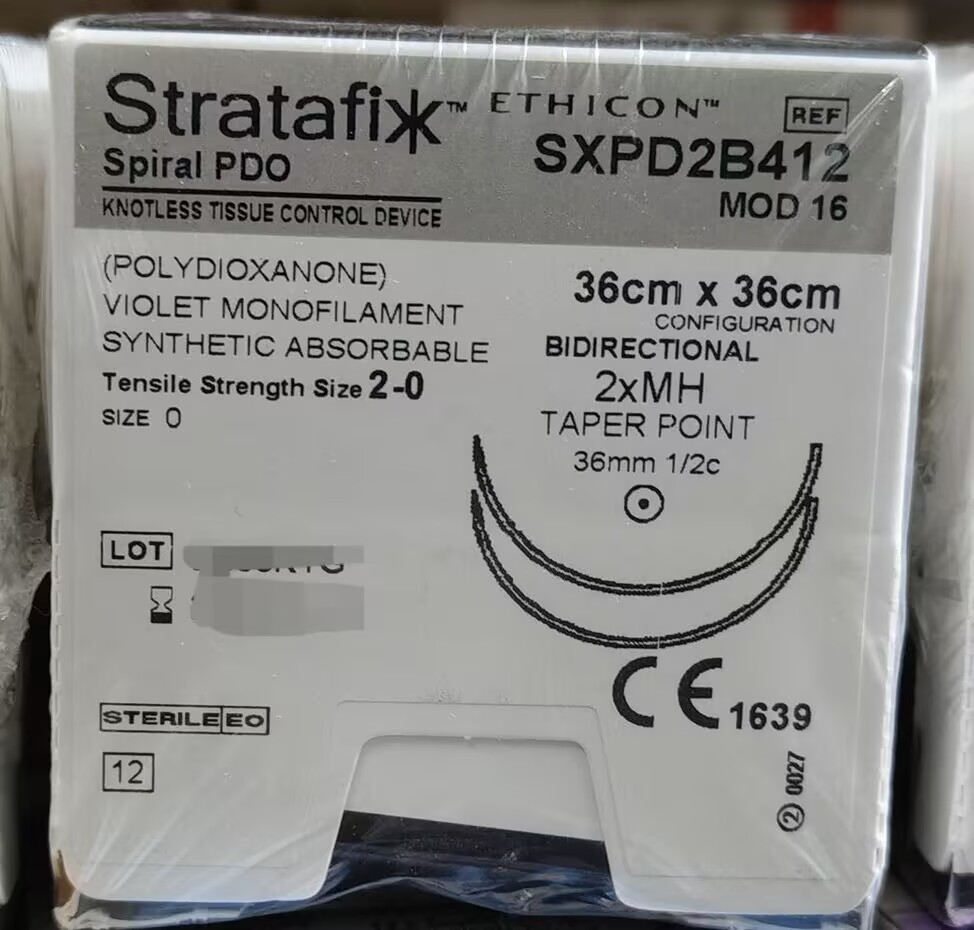 Stratafix™ ETHICON™ REF
Spiral PDO
SXPD2B412
MOD 16
KNOTLESS TISSUE CONTROL DEVICE
(POLYDIOXANONE)
VIOLET MONOFILAMENT
SYNTHETIC ABSORBABLE
Tensile Strength Size 2-0
SIZE 0
36cm x 36cm
CONFIGURATION
BIDIRECTIONAL
2xMH
TAPER POINT
36mm 1/2c
LOT
STERILE EO
12
CE 1639
2 0027